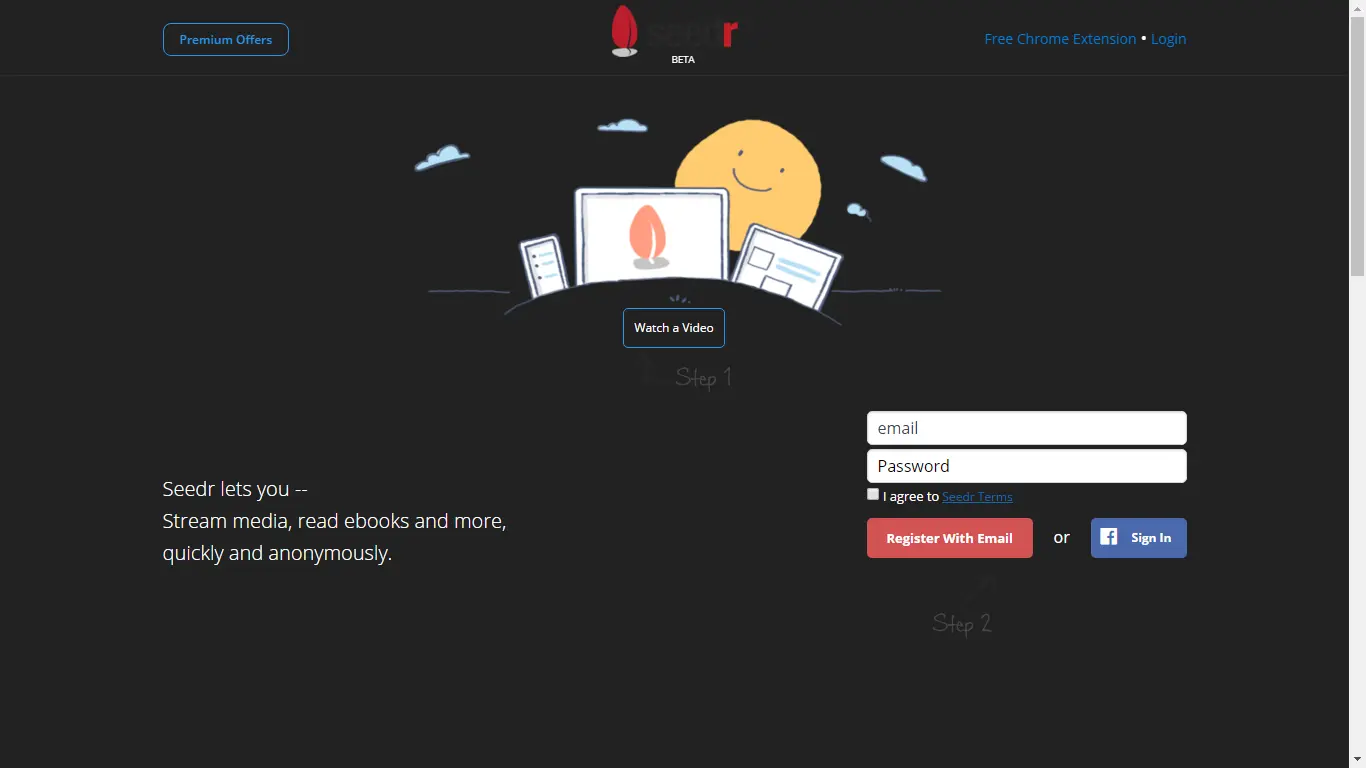 Premium Offers
seedr
BETA
Free Chrome Extension • Login
Watch a Video
Step 1
email
Password
Seedr lets you --
I agree to Seedr Terms
Stream media, read ebooks and more,
quickly and anonymously.
Register With Email or Sign In
Step 2